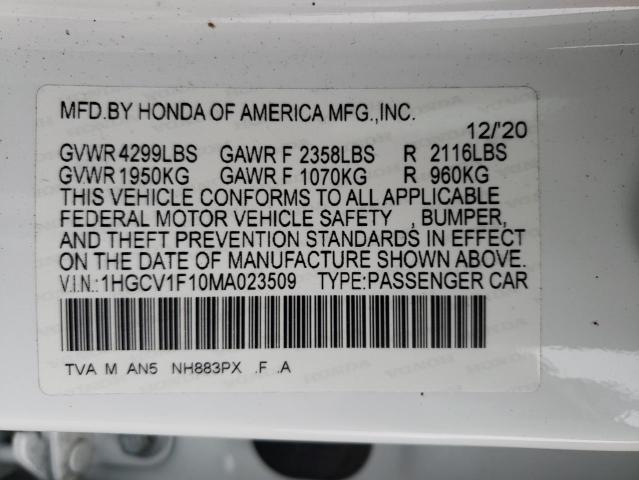 MFD.BY HONDA OF AMERICA MFG.,INC.
12/'20
GVWR 4299LBS GAWR F 2358LBS R 2116LBS
GVWR 1950KG GAWR F 1070KG R 960KG
THIS VEHICLE CONFORMS TO ALL APPLICABLE
FEDERAL MOTOR VEHICLE SAFETY , BUMPER,
AND THEFT PREVENTION STANDARDS IN EFFECT
ON THE DATE OF MANUFACTURE SHOWN ABOVE.
V.I.N.:1HGCV1F10MA023509 TYPE:PASSENGER CAR
TVA M AN5 NH883PX .F .A